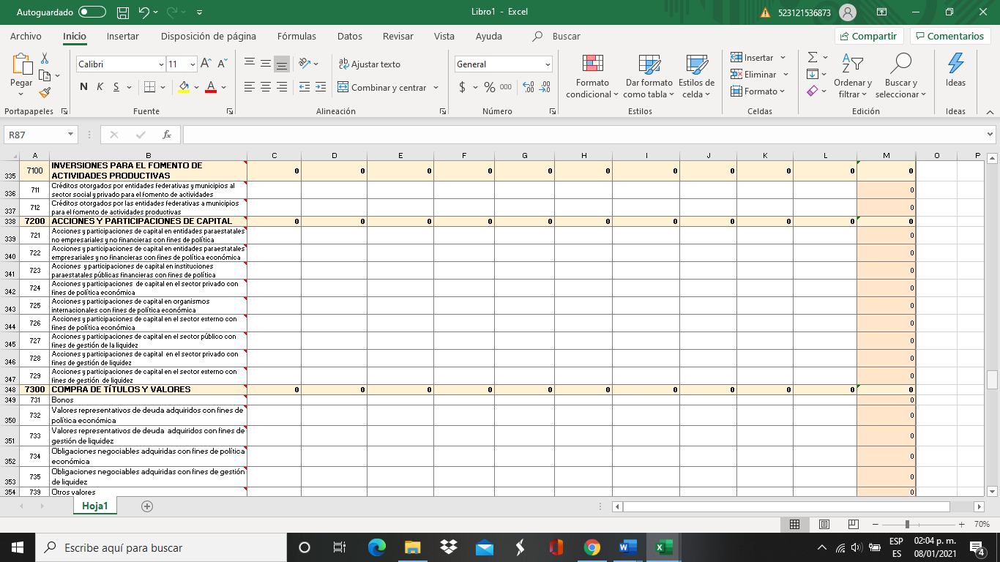 Autoguardado
Libro1 - Excel
523121536873
Archivo Inicio Insertar Disposición de página Fórmulas Datos Revisar Vista Ayuda Buscar Compartir Comentarios
Pegar
Calibri 11
N K S
Ajustar texto
Combinar y centrar
General
$ % 000
Formato condicional
Dar formato como tabla
Estilos de celda
Insertar
Eliminar
Formato
Ordenar y filtrar
Buscar y seleccionar
Ideas
Portapapeles Fuente Alineación Número Estilos Celdas Edición Ideas
R87 fx
A B C D E F G H I J K L M O P
335 7100 INVERSIONES PARA EL FOMENTO DE
ACTIVIDADES PRODUCTIVAS 0 0 0 0 0 0 0 0 0 0 0
336 711 Créditos otorgados por entidades federativas y municipios al
sector social y privado para el fomento de actividades 0
337 712 Créditos otorgados por las entidades federativas a municipios
para el fomento de actividades productivas 0
338 7200 ACCIONES Y PARTICIPACIONES DE CAPITAL 0 0 0 0 0 0 0 0 0 0 0
339 721 Acciones y participaciones de capital en entidades paraestatales
no empresariales y no financieras con fines de política 0
340 722 Acciones y participaciones de capital en entidades paraestatales
empresariales y no financieras con fines de política económica 0
341 723 Acciones y participaciones de capital en instituciones
paraestatales públicas financieras con fines de política 0
342 724 Acciones y participaciones de capital en el sector privado con
fines de política económica 0
343 725 Acciones y participaciones de capital en organismos
internacionales con fines de política económica 0
344 726 Acciones y participaciones de capital en el sector externo con
fines de política económica 0
345 727 Acciones y participaciones de capital en el sector público con
fines de gestión de la liquidez 0
346 728 Acciones y participaciones de capital en el sector privado con
fines de gestión de liquidez 0
347 729 Acciones y participaciones de capital en el sector externo con
fines de gestión de liquidez 0
348 7300 COMPRA DE TÍTULOS Y VALORES 0 0 0 0 0 0 0 0 0 0 0
349 731 Bonos 0
350 732 Valores representativos de deuda adquiridos con fines de
política económica 0
351 733 Valores representativos de deuda adquiridos con fines de
gestión de liquidez 0
352 734 Obligaciones negociables adquiridas con fines de política
económica 0
353 735 Obligaciones negociables adquiridas con fines de gestión
de liquidez 0
354 739 Otros valores 0
Hoja1
70%
Escribe aquí para buscar
ESP
ES
02:04 p. m.
08/01/2021
4